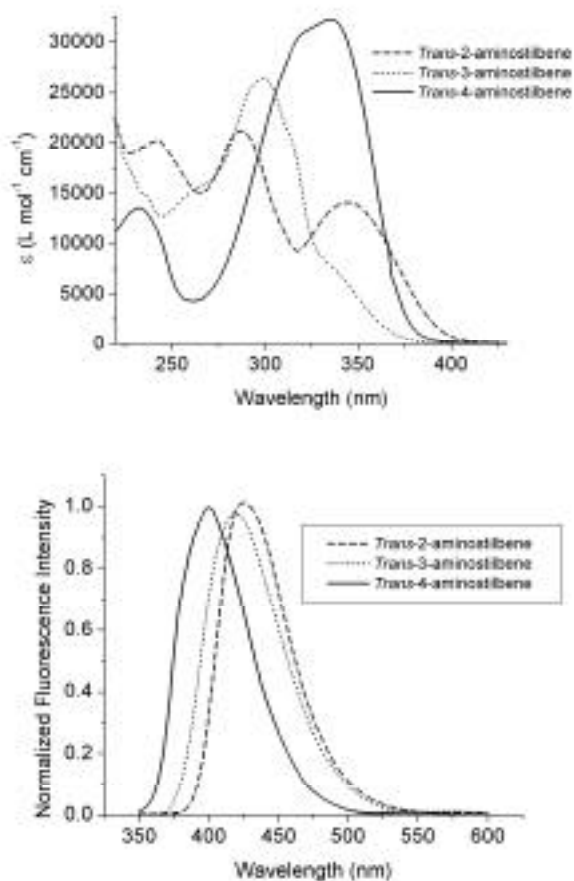 30000
25000
20000
15000
10000
5000
0
ε (L mol⁻¹ cm⁻¹)
Trans-2-aminostilbene
Trans-3-aminostilbene
Trans-4-aminostilbene
250 300 350 400
Wavelength (nm)
1.0
0.8
0.6
0.4
0.2
0.0
Normalized Fluorescence Intensity
Trans-2-aminostilbene
Trans-3-aminostilbene
Trans-4-aminostilbene
350 400 450 500 550 600
Wavelength (nm)